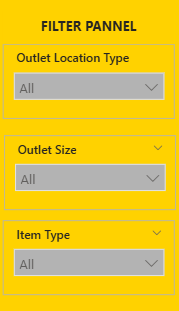 FILTER PANNEL
Outlet Location Type
All
Outlet Size
All
Item Type
All